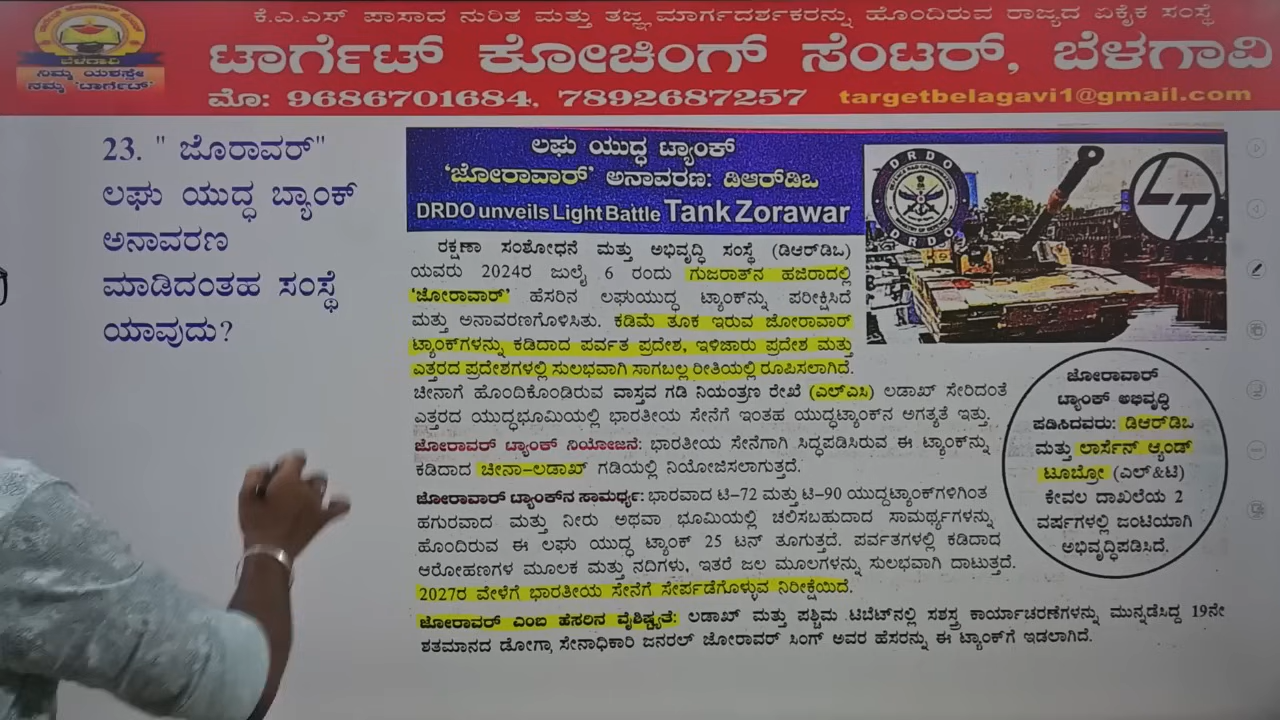 ಕೆ.ಎ.ಎಸ್ ಪಾಸಾದ ನುರಿತ ಮತ್ತು ತಜ್ಞ ಮಾರ್ಗದರ್ಶಕರನ್ನು ಹೊಂದಿರುವ ರಾಜ್ಯದ ಏಕೈಕ ಸಂಸ್ಥೆ
ಟಾರ್ಗೆಟ್ ಕೋಚಿಂಗ್ ಸೆಂಟರ್, ಬೆಳಗಾವಿ
ಮೊ: 9686701684, 7892687257 targetbelagavi1@gmail.com
ಬೆಳಗಾವಿ
ನಿಮ್ಮ ಯಶಸ್ಸೇ
ನಮ್ಮ 'ಟಾರ್ಗೆಟ್'
23. " ಜೊರಾವರ್"
ಲಘು ಯುದ್ಧ ಬ್ಯಾಂಕ್
ಅನಾವರಣ
ಮಾಡಿದಂತಹ ಸಂಸ್ಥೆ
ಯಾವುದು?
ಲಘು ಯುದ್ಧ ಟ್ಯಾಂಕ್
'ಜೋರಾವಾರ್' ಅನಾವರಣ: ಡಿಆರ್‌ಡಿಒ
DRDO unveils Light Battle Tank Zorawar
DRDO
DRDO
LT
ರಕ್ಷಣಾ ಸಂಶೋಧನೆ ಮತ್ತು ಅಭಿವೃದ್ಧಿ ಸಂಸ್ಥೆ (ಡಿಆರ್‌ಡಿಒ)
ಯವರು 2024ರ ಜುಲೈ 6 ರಂದು ಗುಜರಾತ್‌ನ ಹಜಿರಾದಲ್ಲಿ
'ಜೋರಾವಾರ್' ಹೆಸರಿನ ಲಘುಯುದ್ಧ ಟ್ಯಾಂಕ್‌ನ್ನು ಪರೀಕ್ಷಿಸಿದೆ
ಮತ್ತು ಅನಾವರಣಗೊಳಿಸಿತು. ಕಡಿಮೆ ತೂಕ ಇರುವ ಜೋರಾವಾರ್
ಟ್ಯಾಂಕ್‌ಗಳನ್ನು ಕಡಿದಾದ ಪರ್ವತ ಪ್ರದೇಶ, ಇಳಿಜಾರು ಪ್ರದೇಶ ಮತ್ತು
ಎತ್ತರದ ಪ್ರದೇಶಗಳಲ್ಲಿ ಸುಲಭವಾಗಿ ಸಾಗಬಲ್ಲ ರೀತಿಯಲ್ಲಿ ರೂಪಿಸಲಾಗಿದೆ.
ಚೀನಾಗೆ ಹೊಂದಿಕೊಂಡಿರುವ ವಾಸ್ತವ ಗಡಿ ನಿಯಂತ್ರಣ ರೇಖೆ (ಎಲ್‌ಎಸಿ) ಲಡಾಖ್ ಸೇರಿದಂತೆ
ಎತ್ತರದ ಯುದ್ಧಭೂಮಿಯಲ್ಲಿ ಭಾರತೀಯ ಸೇನೆಗೆ ಇಂತಹ ಯುದ್ಧಟ್ಯಾಂಕ್‌ನ ಅಗತ್ಯತೆ ಇತ್ತು.
ಜೋರಾವರ್ ಟ್ಯಾಂಕ್ ನಿಯೋಜನೆ: ಭಾರತೀಯ ಸೇನೆಗಾಗಿ ಸಿದ್ಧಪಡಿಸಿರುವ ಈ ಟ್ಯಾಂಕ್‌ನ್ನು
ಕಡಿದಾದ ಚೀನಾ–ಲಡಾಖ್ ಗಡಿಯಲ್ಲಿ ನಿಯೋಜಿಸಲಾಗುತ್ತದೆ.
ಜೋರಾವಾರ್ ಟ್ಯಾಂಕ್‌ನ ಸಾಮರ್ಥ್ಯ: ಭಾರವಾದ ಟಿ–72 ಮತ್ತು ಟಿ–90 ಯುದ್ದಟ್ಯಾಂಕ್‌ಗಳಿಗಿಂತ
ಹಗುರವಾದ ಮತ್ತು ನೀರು ಅಥವಾ ಭೂಮಿಯಲ್ಲಿ ಚಲಿಸಬಹುದಾದ ಸಾಮರ್ಥ್ಯಗಳನ್ನು
ಹೊಂದಿರುವ ಈ ಲಘು ಯುದ್ಧ ಟ್ಯಾಂಕ್ 25 ಟನ್ ತೂಗುತ್ತದೆ. ಪರ್ವತಗಳಲ್ಲಿ ಕಡಿದಾದ
ಆರೋಹಣಗಳ ಮೂಲಕ ಮತ್ತು ನದಿಗಳು, ಇತರೆ ಜಲ ಮೂಲಗಳನ್ನು ಸುಲಭವಾಗಿ ದಾಟುತ್ತದೆ.
2027ರ ವೇಳೆಗೆ ಭಾರತೀಯ ಸೇನೆಗೆ ಸೇರ್ಪಡೆಗೊಳ್ಳುವ ನಿರೀಕ್ಷೆಯಿದೆ.
ಜೋರಾವರ್ ಎಂಬ ಹೆಸರಿನ ವೈಶಿಷ್ಟ್ಯತೆ: ಲಡಾಖ್ ಮತ್ತು ಪಶ್ಚಿಮ ಟಿಬೆಟ್‌ನಲ್ಲಿ ಸಶಸ್ತ್ರ ಕಾರ್ಯಾಚರಣೆಗಳನ್ನು ಮುನ್ನಡೆಸಿದ್ದ 19ನೇ
ಶತಮಾನದ ಡೋಗ್ರಾ ಸೇನಾಧಿಕಾರಿ ಜನರಲ್ ಜೋರಾವರ್ ಸಿಂಗ್ ಅವರ ಹೆಸರನ್ನು ಈ ಟ್ಯಾಂಕ್‌ಗೆ ಇಡಲಾಗಿದೆ.
ಜೋರಾವಾರ್
ಟ್ಯಾಂಕ್ ಅಭಿವೃದ್ಧಿ
ಪಡಿಸಿದವರು: ಡಿಆರ್‌ಡಿಒ
ಮತ್ತು ಲಾರ್ಸೆನ್ ಆ್ಯಂಡ್
ಟೂಬ್ರೋ (ಎಲ್&ಟಿ)
ಕೇವಲ ದಾಖಲೆಯ 2
ವರ್ಷಗಳಲ್ಲಿ ಜಂಟಿಯಾಗಿ
ಅಭಿವೃದ್ಧಿಪಡಿಸಿದೆ.